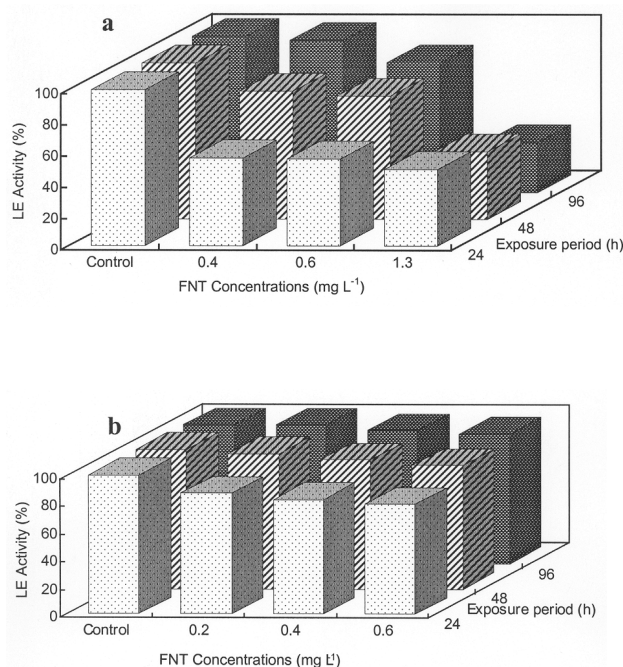 a
100
80
60
40
20
0
LE Activity (%)
Control
0.4
0.6
1.3
24
48
96
Exposure period (h)
FNT Concentrations (mg L-1)
b
100
80
60
40
20
0
LE Activity (%)
Control
0.2
0.4
0.6
24
48
96
Exposure period (h)
FNT Concentrations (mg L-1)